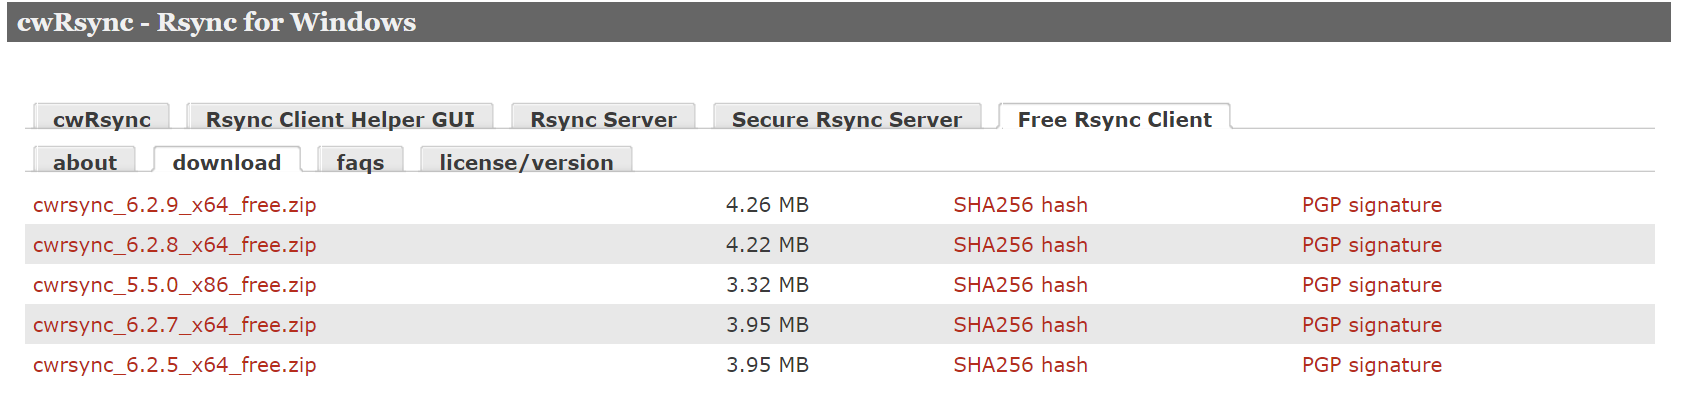 cwRsync - Rsync for Windows
cwRsync Rsync Client Helper GUI Rsync Server Secure Rsync Server Free Rsync Client
about download faqs license/version
cwrsync_6.2.9_x64_free.zip 4.26 MB SHA256 hash PGP signature
cwrsync_6.2.8_x64_free.zip 4.22 MB SHA256 hash PGP signature
cwrsync_5.5.0_x86_free.zip 3.32 MB SHA256 hash PGP signature
cwrsync_6.2.7_x64_free.zip 3.95 MB SHA256 hash PGP signature
cwrsync_6.2.5_x64_free.zip 3.95 MB SHA256 hash PGP signature